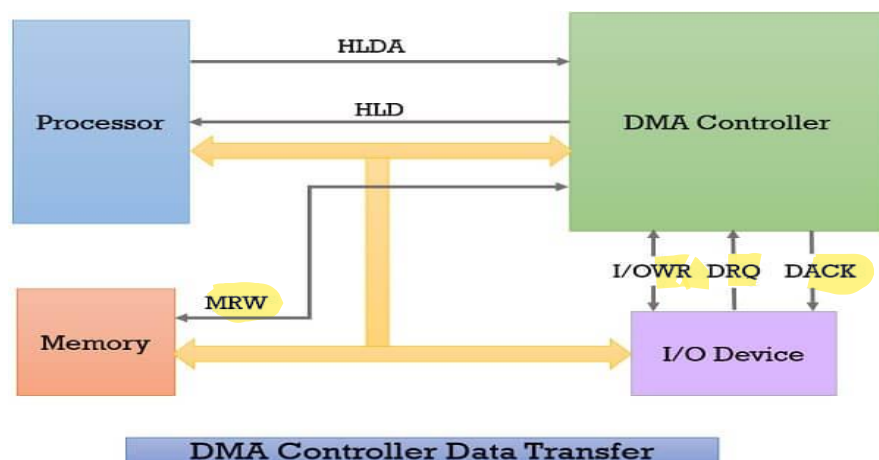 HLDA
Processor
HLD
DMA Controller
I/OWR DRQ DACK
MRW
Memory
I/O Device
DMA Controller Data Transfer